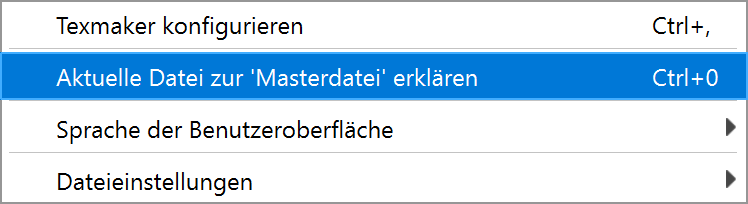 Texmaker konfigurieren Ctrl+,
Aktuelle Datei zur 'Masterdatei' erklären Ctrl+0
Sprache der Benutzeroberfläche
Dateieinstellungen